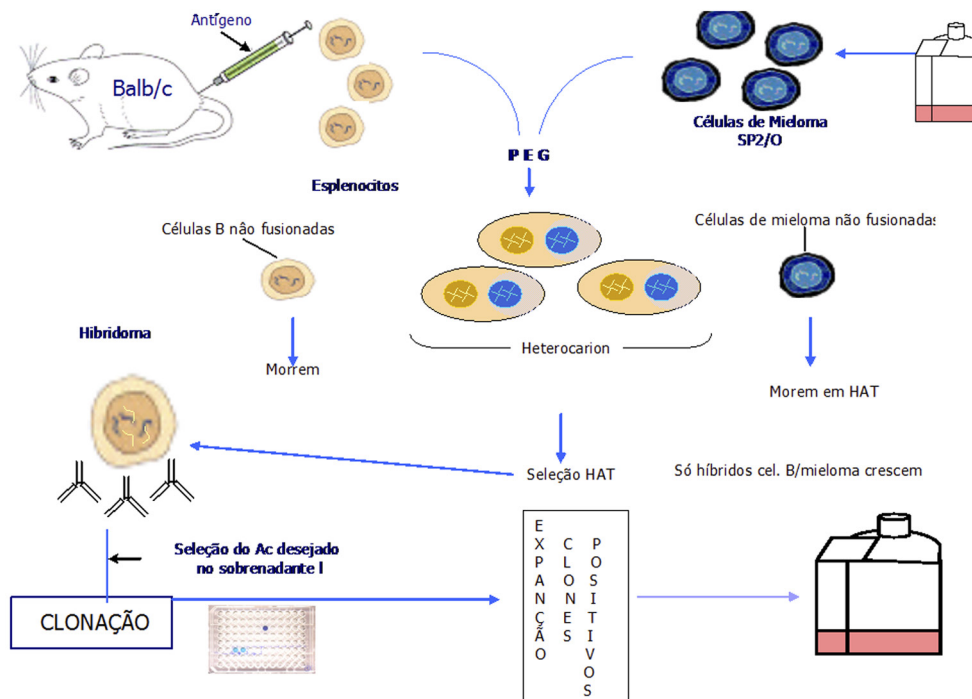 Antígeno
Balb/c
Células de Mieloma
SP2/O
PEG
Esplenocitos
Células B não fusionadas
Células de mieloma não fusionadas
Hibridoma
Morrem
Heterocarion
Morem em HAT
Seleção HAT
Só híbridos cel. B/mieloma crescem
Seleção do Ac desejado
no sobrenadante I
CLONAÇÃO
EXPANÇÃO
CLONES
POSITIVOS